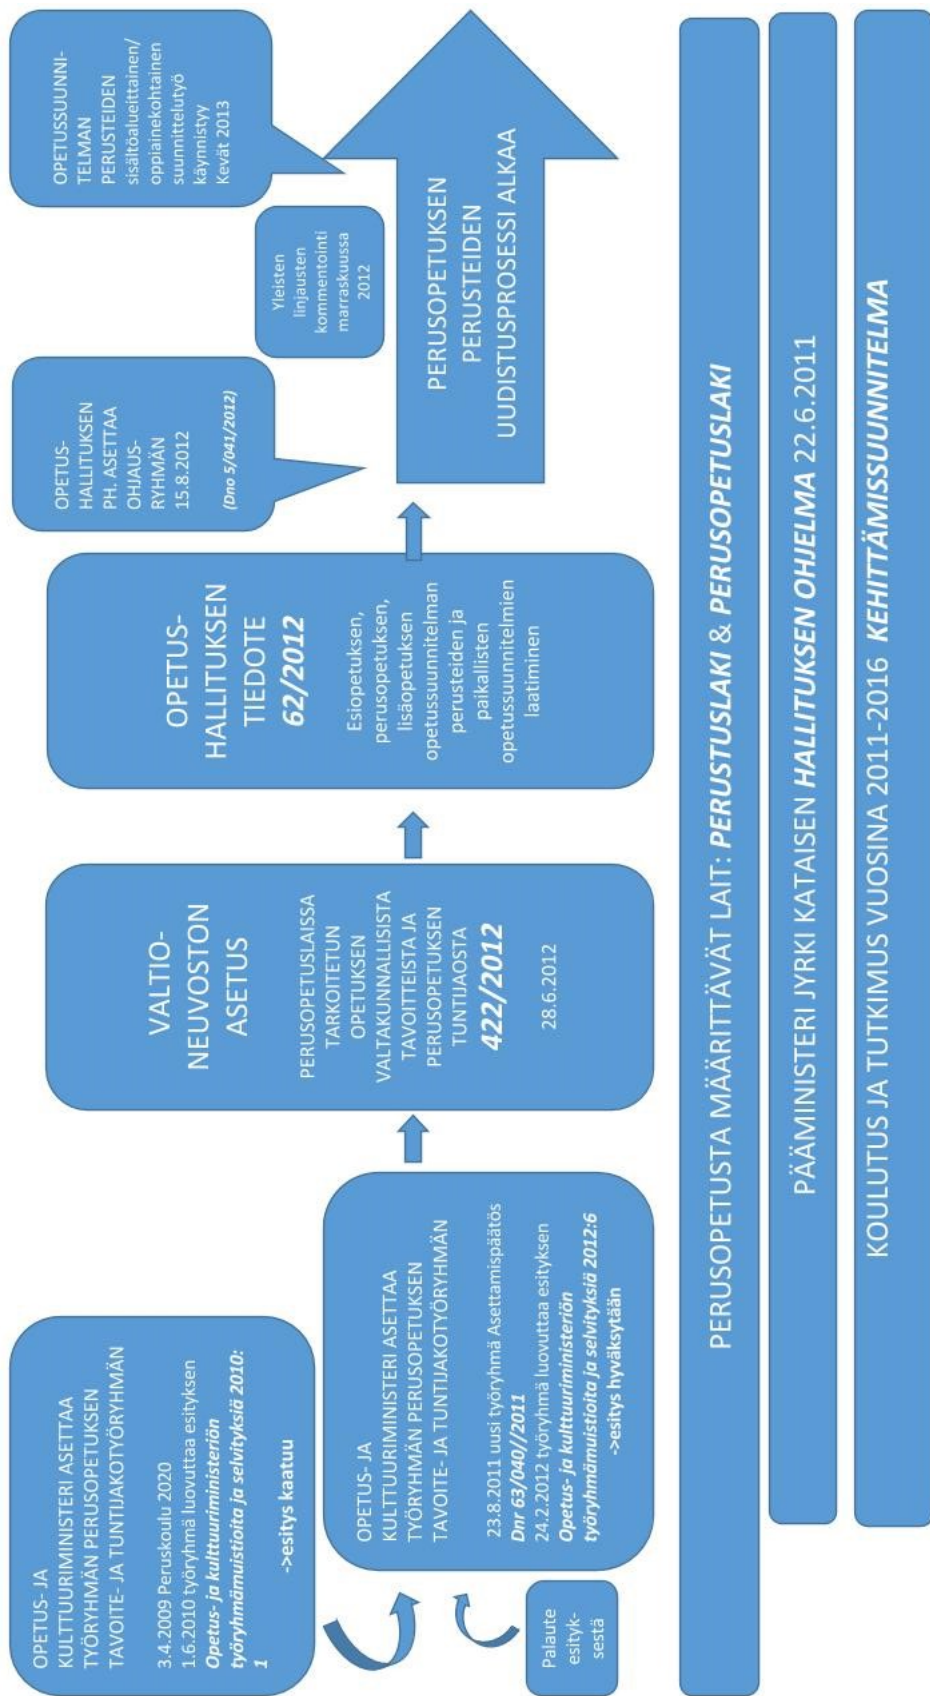 OPETUS- JA
KULTTUURIMINISTERI ASETTAA
TYÖRYHMÄN PERUSOPETUKSEN
TAVOITE- JA TUNTIJAKOTYÖRYHMÄN
3.4.2009 Peruskoulu 2020
1.6.2010 työryhmä luovuttaa esityksen
Opetus- ja kulttuuriministeriön
työryhmämuistioita ja selvityksiä 2010:
1
->esitys kaatuu
Palaute
esityk-
sestä
OPETUS- JA
KULTTUURIMINISTERI ASETTAA
TYÖRYHMÄN PERUSOPETUKSEN
TAVOITE- JA TUNTIJAKOTYÖRYHMÄN
23.8.2011 uusi työryhmä Asettamispäätös
Dnr 63/040//2011
24.2.2012 työryhmä luovuttaa esityksen
Opetus- ja kulttuuriministeriön
työryhmämuistioita ja selvityksiä 2012:6
->esitys hyväksytään
VALTIO-
NEUVOSTON
ASETUS
PERUSOPETUSLAISSA
TARKOITETUN
OPETUKSEN
VALTAKUNNALLISISTA
TAVOITTEISTA JA
PERUSOPETUKSEN
TUNTIJAOSTA
422/2012
28.6.2012
OPETUS-
HALLITUKSEN
TIEDOTE
62/2012
Esiopetuksen,
perusopetuksen,
lisäopetuksen
opetussuunnitelman
perusteiden ja
paikallisten
opetussuunnitelmien
laatiminen
OPETUS-
HALLITUKSEN
PH. ASETTAA
OHJAUS-
RYHMÄN
15.8.2012
(Dno 5/041/2012)
Yleisten
linjausten
kommentointi
marraskuussa
2012
OPETUSSUUNNI-
TELMAN
PERUSTEIDEN
sisältöalueittainen/
oppiainekohtainen
suunnittelutyö
käynnistyy
Kevät 2013
PERUSOPETUKSEN
PERUSTEIDEN
UUDISTUSPROSESSI ALKAA
PERUSOPETUSTA MÄÄRITTÄVÄT LAIT: PERUSTUSLAKI & PERUSOPETUSLAKI
PÄÄMINISTERI JYRKI KATAISEN HALLITUKSEN OHJELMA 22.6.2011
KOULUTUS JA TUTKIMUS VUOSINA 2011-2016 KEHITTÄMISSUUNNITELMA